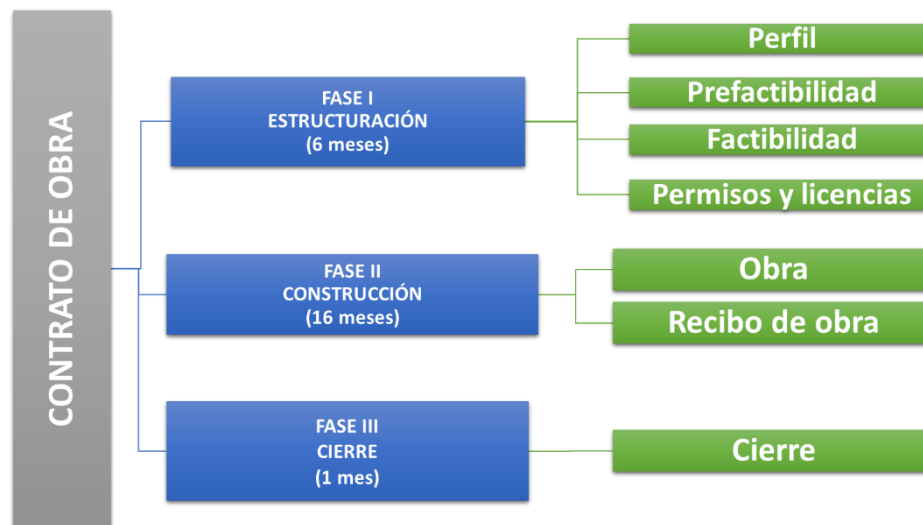 CONTRATO DE OBRA
FASE I
ESTRUCTURACIÓN
(6 meses)
Perfil
Prefactibilidad
Factibilidad
Permisos y licencias
FASE II
CONSTRUCCIÓN
(16 meses)
Obra
Recibo de obra
FASE III
CIERRE
(1 mes)
Cierre